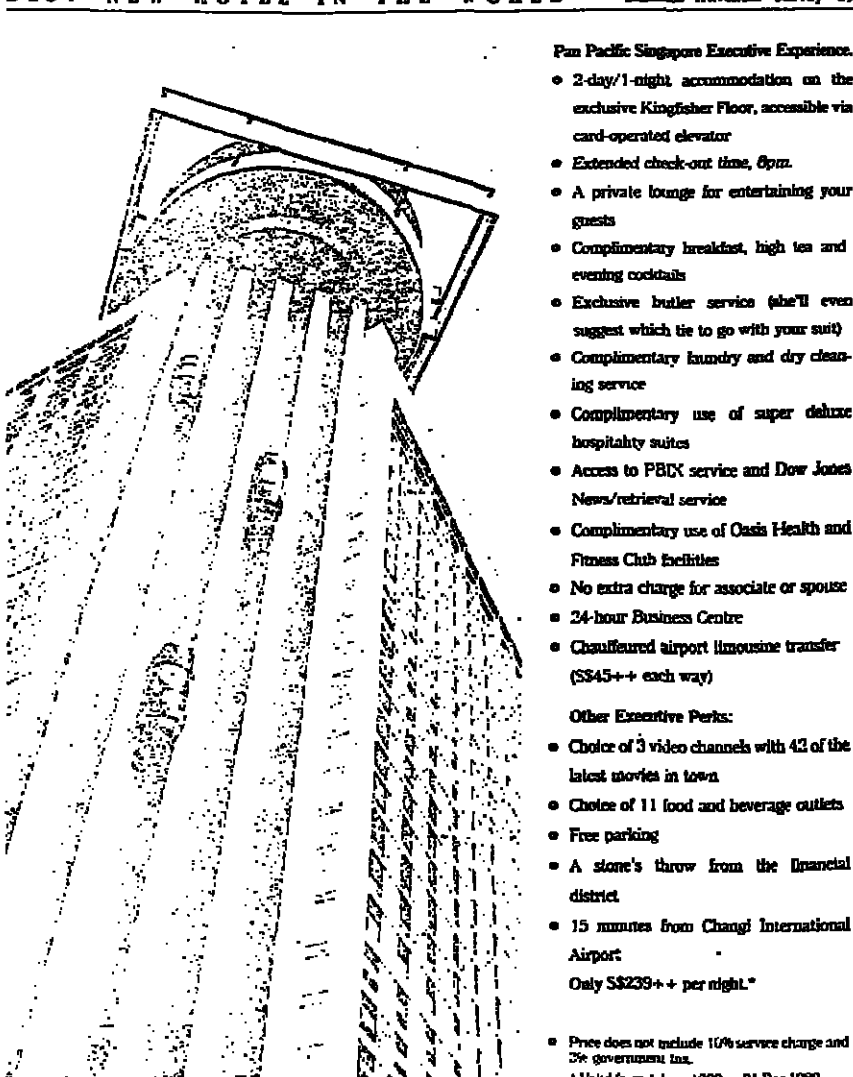 NEW HOTEL IN THE WORLD
Pan Pacific Singapore Executive Experience.
• 2-day/1-night accommodation on the
exclusive Kingfisher Floor, accessible via
card-operated elevator
• Extended check-out time, 6pm.
• A private lounge for entertaining your
guests
• Complimentary breakfast, high tea and
evening cocktails
• Exclusive butler service (she'll even
suggest which tie to go with your suit)
• Complimentary laundry and dry clean-
ing service
• Complimentary use of super deluxe
hospitality suites
• Access to PBIX service and Dow Jones
News/retrieval service
• Complimentary use of Oasis Health and
Fitness Club facilities
• No extra charge for associate or spouse
• 24-hour Business Centre
• Chauffeured airport limousine transfer
(S$45++ each way)
Other Executive Perks:
• Choice of 3 video channels with 42 of the
latest movies in town
• Choice of 11 food and beverage outlets
• Free parking
• A stone's throw from the financial
district
• 15 minutes from Changi International
Airport
Only S$239++ per night.*
• Price does not include 10% service charge and
3% government tax.